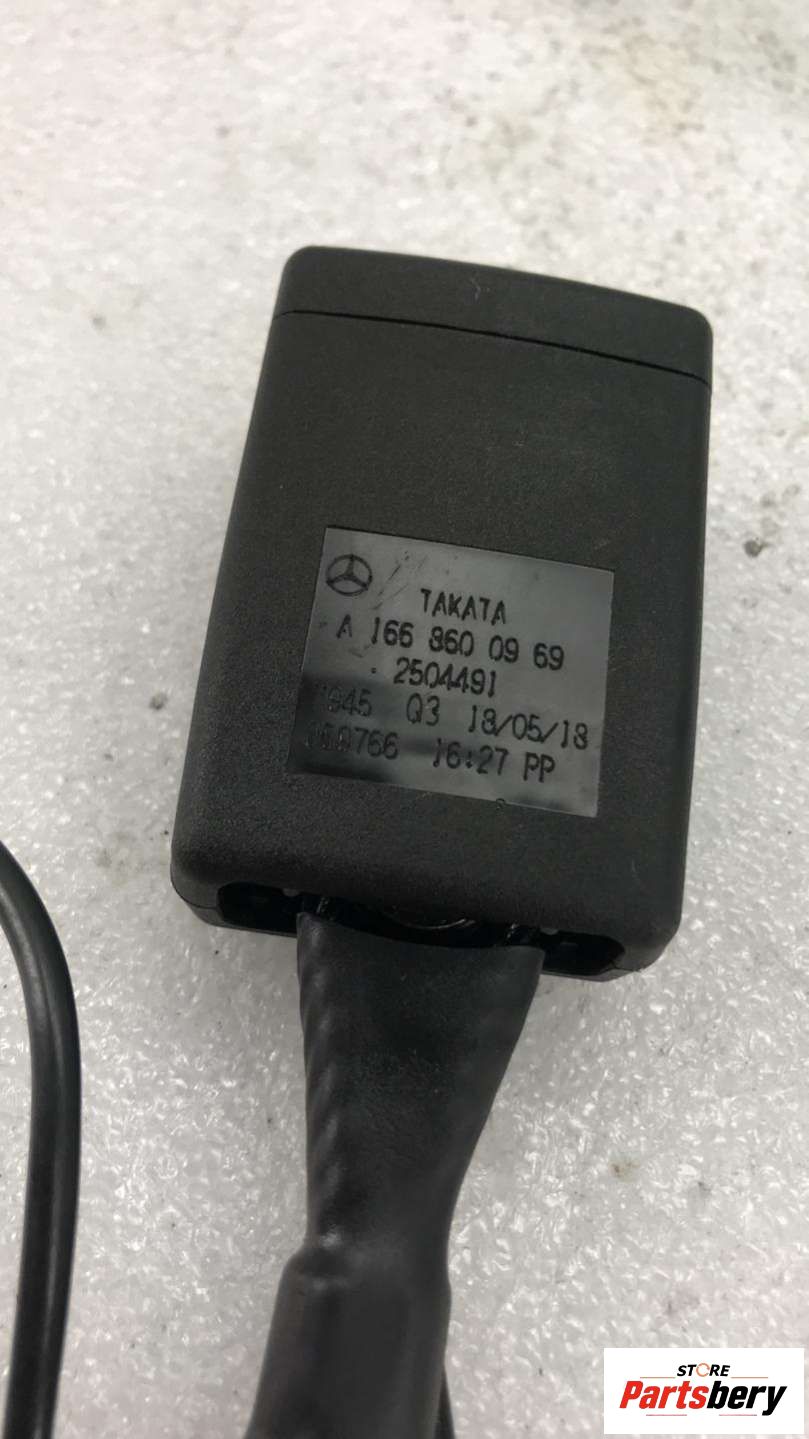 TAKATA
A 166 860 09 69
2504491
Q3 18/05/18
16:27 PP
STORE
Partsbery